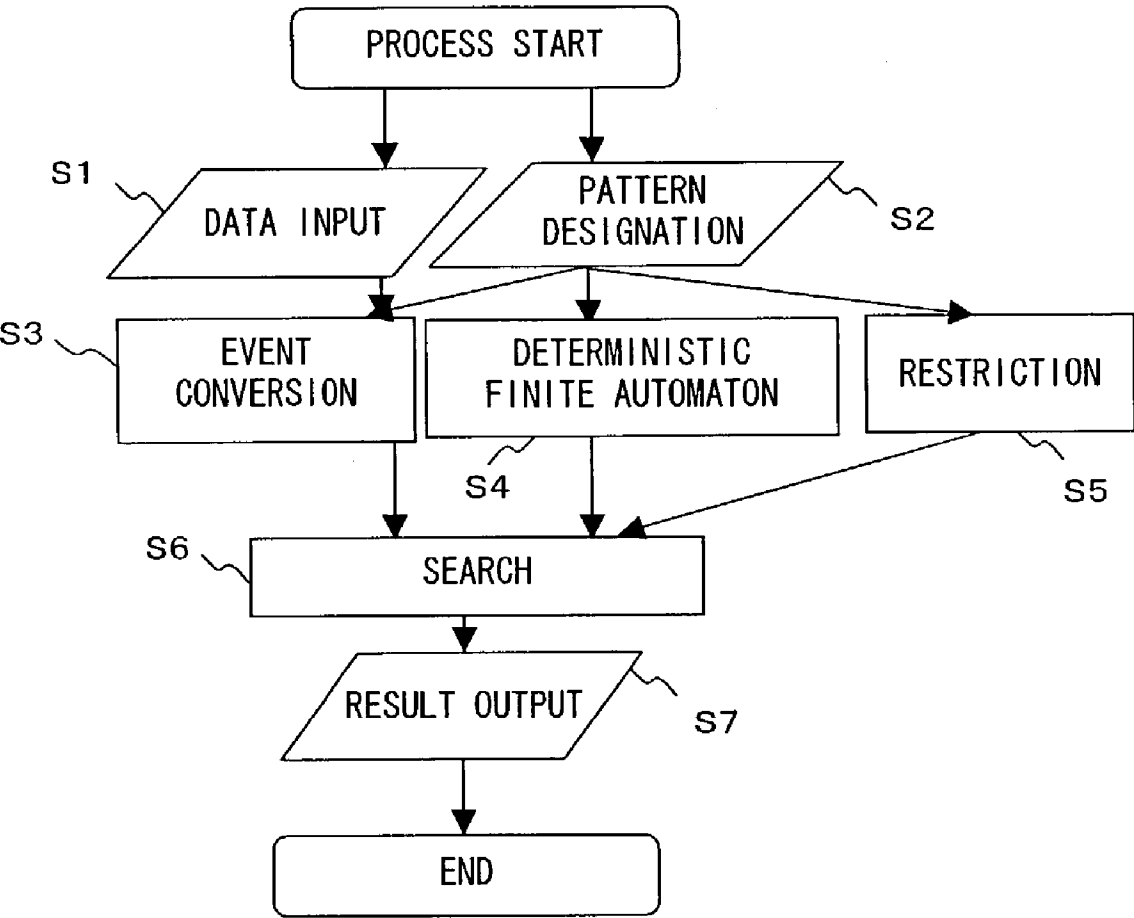 PROCESS START
S1
DATA INPUT
PATTERN
DESIGNATION
S2
S3
EVENT
CONVERSION
DETERMINISTIC
FINITE AUTOMATON
RESTRICTION
S4
S5
S6
SEARCH
RESULT OUTPUT
S7
END